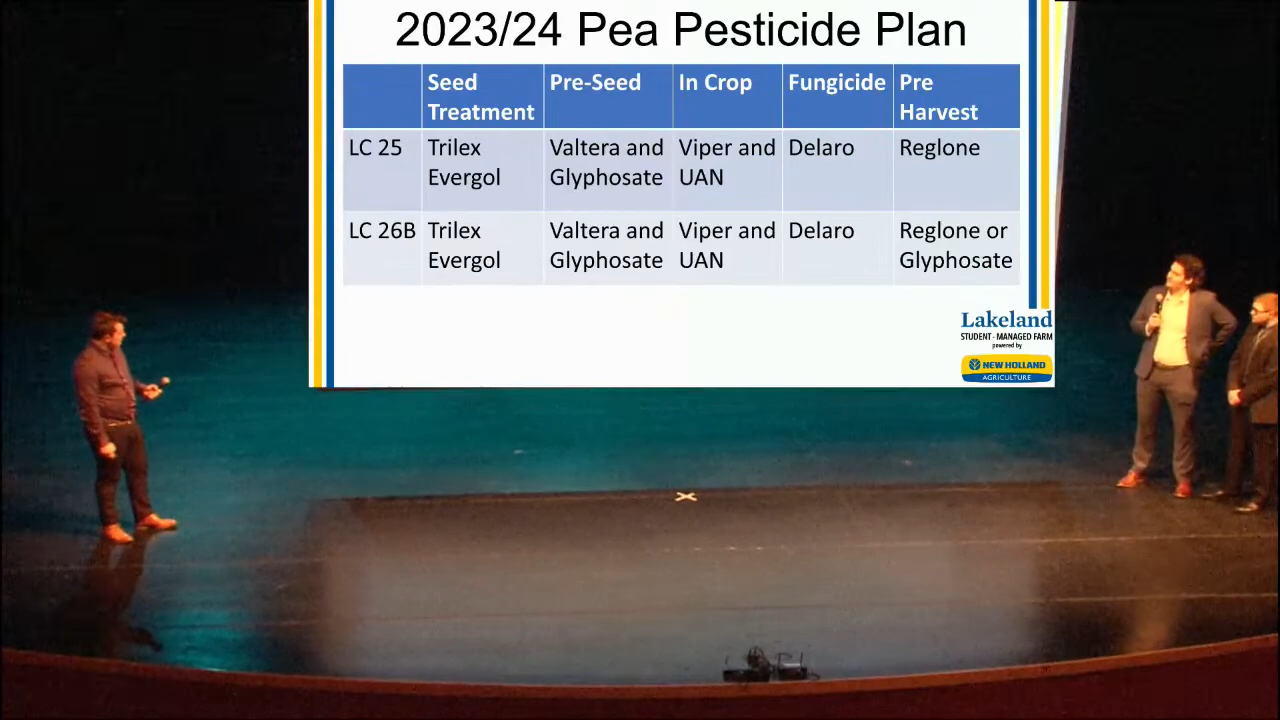 2023/24 Pea Pesticide Plan
Seed Treatment Pre-Seed In Crop Fungicide Pre Harvest
LC 25 Trilex Evergol Valtera and Glyphosate Viper and UAN Delaro Reglone
LC 26B Trilex Evergol Valtera and Glyphosate Viper and UAN Delaro Reglone or Glyphosate
Lakeland
STUDENT - MANAGED FARM
powered by
NEW HOLLAND
AGRICULTURE